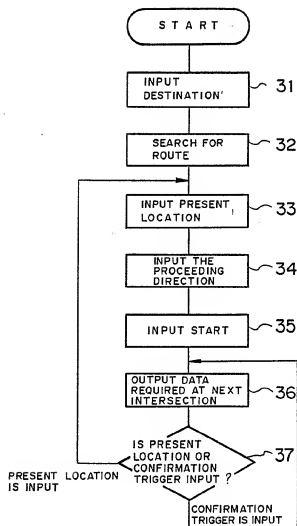 START
INPUT
DESTINATION'
31
SEARCH FOR
ROUTE
32
INPUT PRESENT
LOCATION
33
INPUT THE
PROCEEDING
DIRECTION
34
INPUT START
35
OUTPUT DATA
REQUIRED AT NEXT
INTERSECTION
36
IS PRESENT
LOCATION OR
CONFIRMATION
TRIGGER INPUT ?
37
PRESENT LOCATION
IS INPUT
CONFIRMATION
TRIGGER IS INPUT